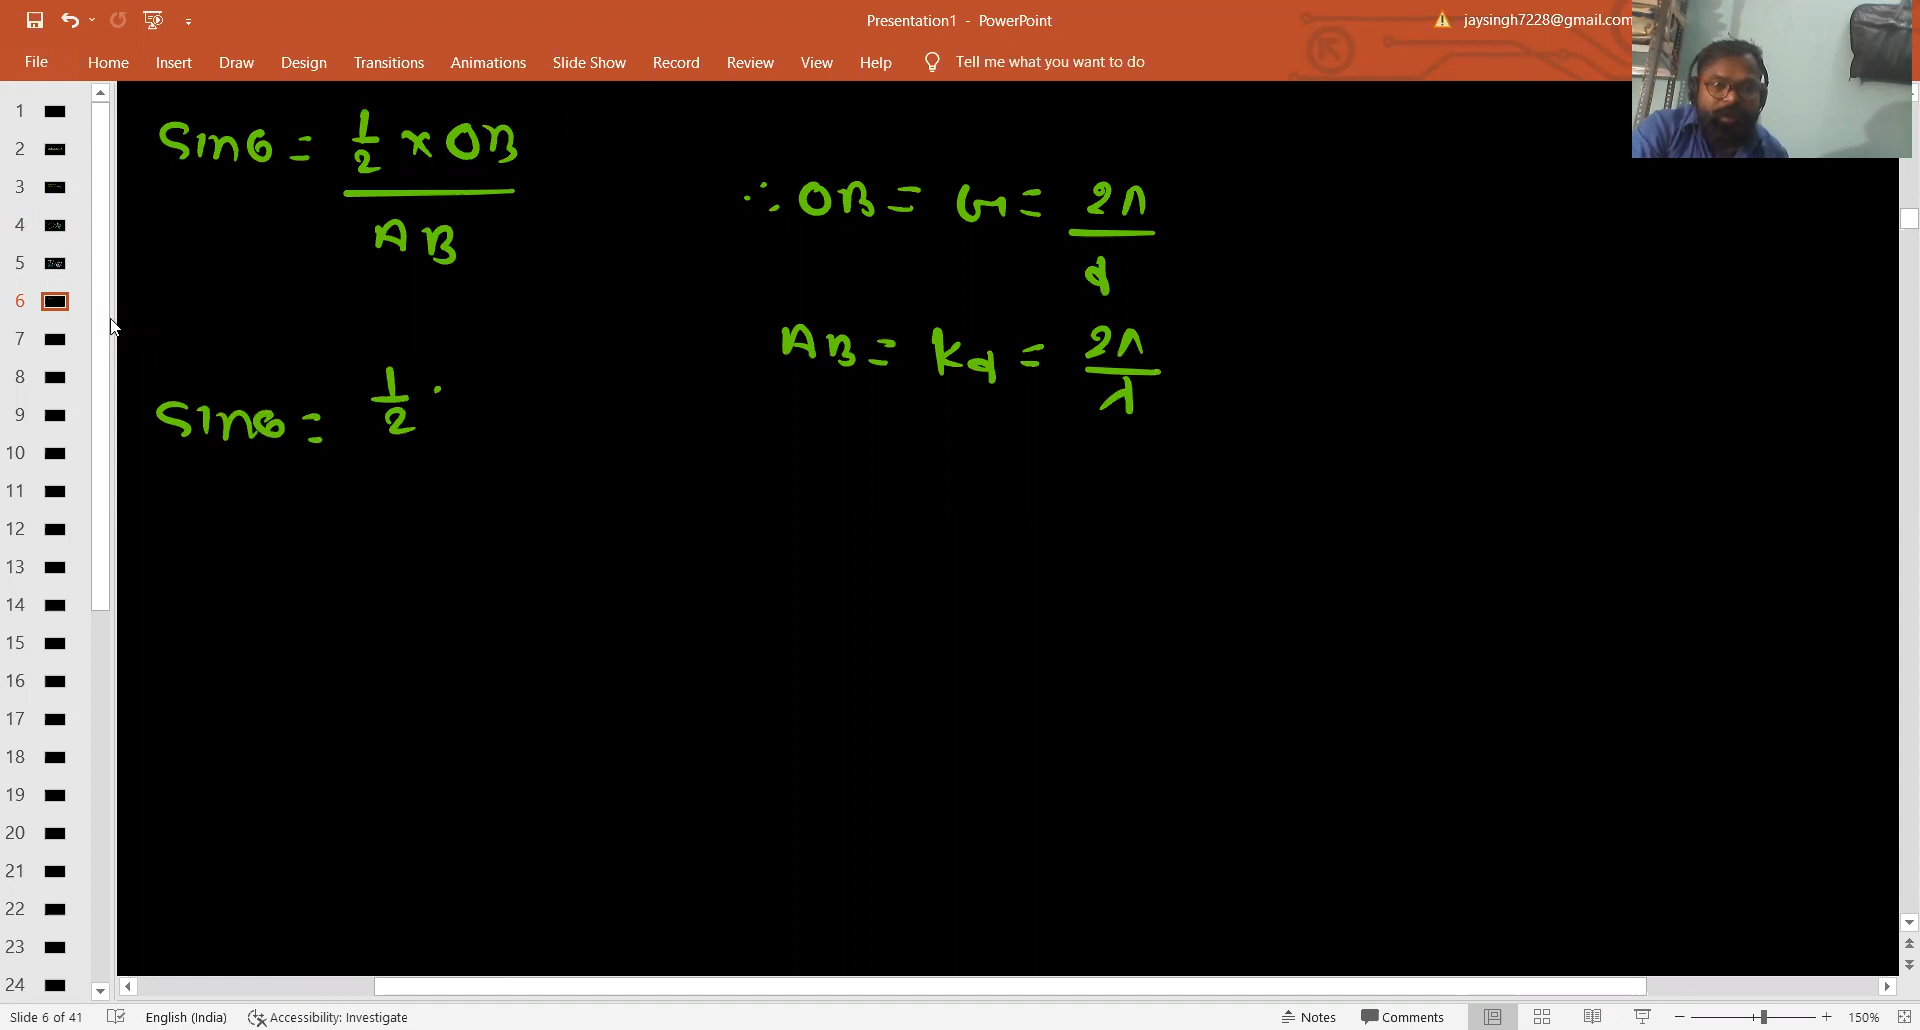 Presentation1 - PowerPoint
jaysingh7228@gmail.com
File Home Insert Draw Design Transitions Animations Slide Show Record Review View Help Tell me what you want to do
1
2
3
4
5
6
7
8
9
10
11
12
13
14
15
16
17
18
19
20
21
22
23
24
Sinθ = 1/2 × OB
AB
∴ OB = G = 2π/d
AB = kd = 2π/λ
Sinθ = 1/2 ·
Slide 6 of 41 English (India) Accessibility: Investigate Notes Comments 150%